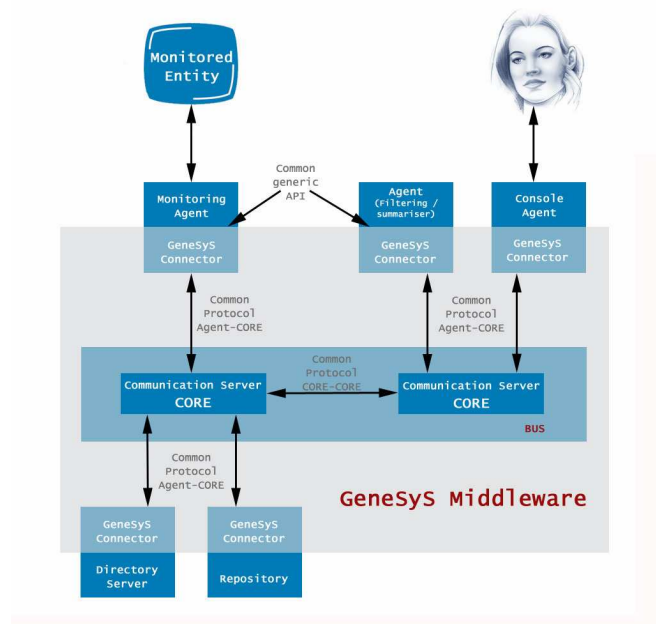 Monitored
Entity
Common
generic
API
Monitoring
Agent
Agent
(Filtering /
summariser)
Console
Agent
GeneSyS
Connector
GeneSyS
Connector
GeneSyS
Connector
Common
Protocol
Agent-CORE
Common
Protocol
Agent-CORE
Communication Server
CORE
Common
Protocol
CORE-CORE
Communication Server
CORE
BUS
Common
Protocol
Agent-CORE
GeneSyS Middleware
GeneSyS
Connector
GeneSyS
Connector
Directory
Server
Repository